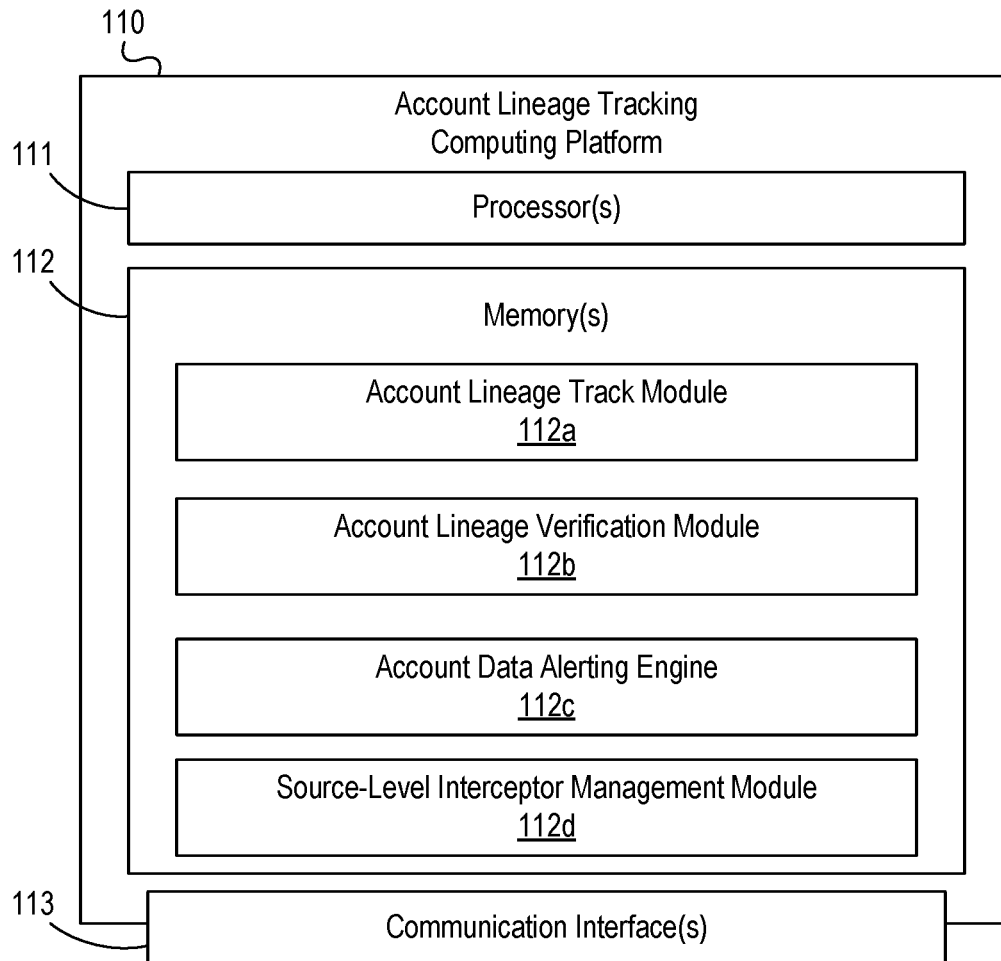 110
Account Lineage Tracking
Computing Platform
111
Processor(s)
112
Memory(s)
Account Lineage Track Module
112a
Account Lineage Verification Module
112b
Account Data Alerting Engine
112c
Source-Level Interceptor Management Module
112d
113
Communication Interface(s)